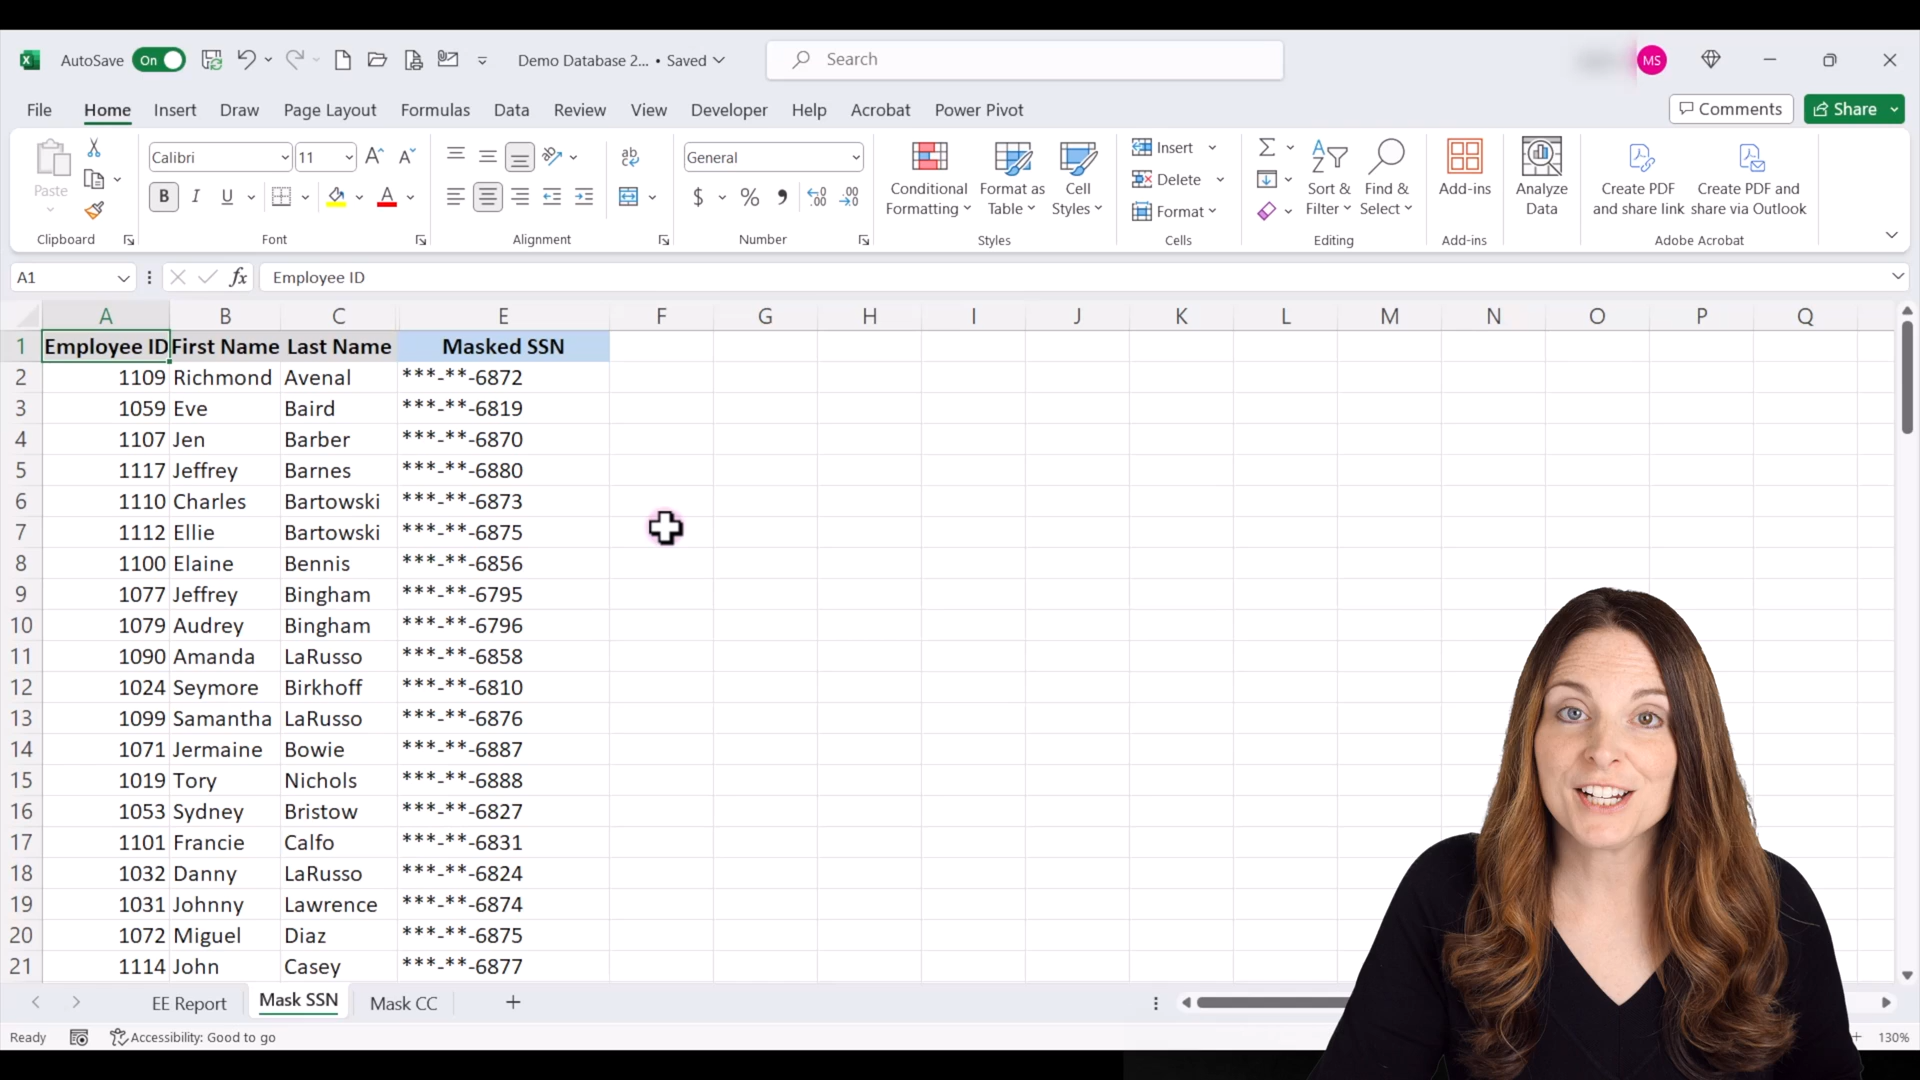 AutoSave On Demo Database 2... • Saved Search MS
File Home Insert Draw Page Layout Formulas Data Review View Developer Help Acrobat Power Pivot Comments Share
Paste Calibri 11 General Conditional Formatting Format as Table Cell Styles Insert Delete Format Sort & Filter Find & Select Add-ins Analyze Data Create PDF and share link Create PDF and share via Outlook
B I U A ab $ % 9
Clipboard Font Alignment Number Styles Cells Editing Add-ins Adobe Acrobat
A1 fx Employee ID
A B C E F G H I J K L M N O P Q
1 Employee ID First Name Last Name Masked SSN
2 1109 Richmond Avenal ***-**-6872
3 1059 Eve Baird ***-**-6819
4 1107 Jen Barber ***-**-6870
5 1117 Jeffrey Barnes ***-**-6880
6 1110 Charles Bartowski ***-**-6873
7 1112 Ellie Bartowski ***-**-6875
8 1100 Elaine Bennis ***-**-6856
9 1077 Jeffrey Bingham ***-**-6795
10 1079 Audrey Bingham ***-**-6796
11 1090 Amanda LaRusso ***-**-6858
12 1024 Seymore Birkhoff ***-**-6810
13 1099 Samantha LaRusso ***-**-6876
14 1071 Jermaine Bowie ***-**-6887
15 1019 Tory Nichols ***-**-6888
16 1053 Sydney Bristow ***-**-6827
17 1101 Francie Calfo ***-**-6831
18 1032 Danny LaRusso ***-**-6824
19 1031 Johnny Lawrence ***-**-6874
20 1072 Miguel Diaz ***-**-6875
21 1114 John Casey ***-**-6877
EE Report Mask SSN Mask CC +
Ready Accessibility: Good to go + 130%